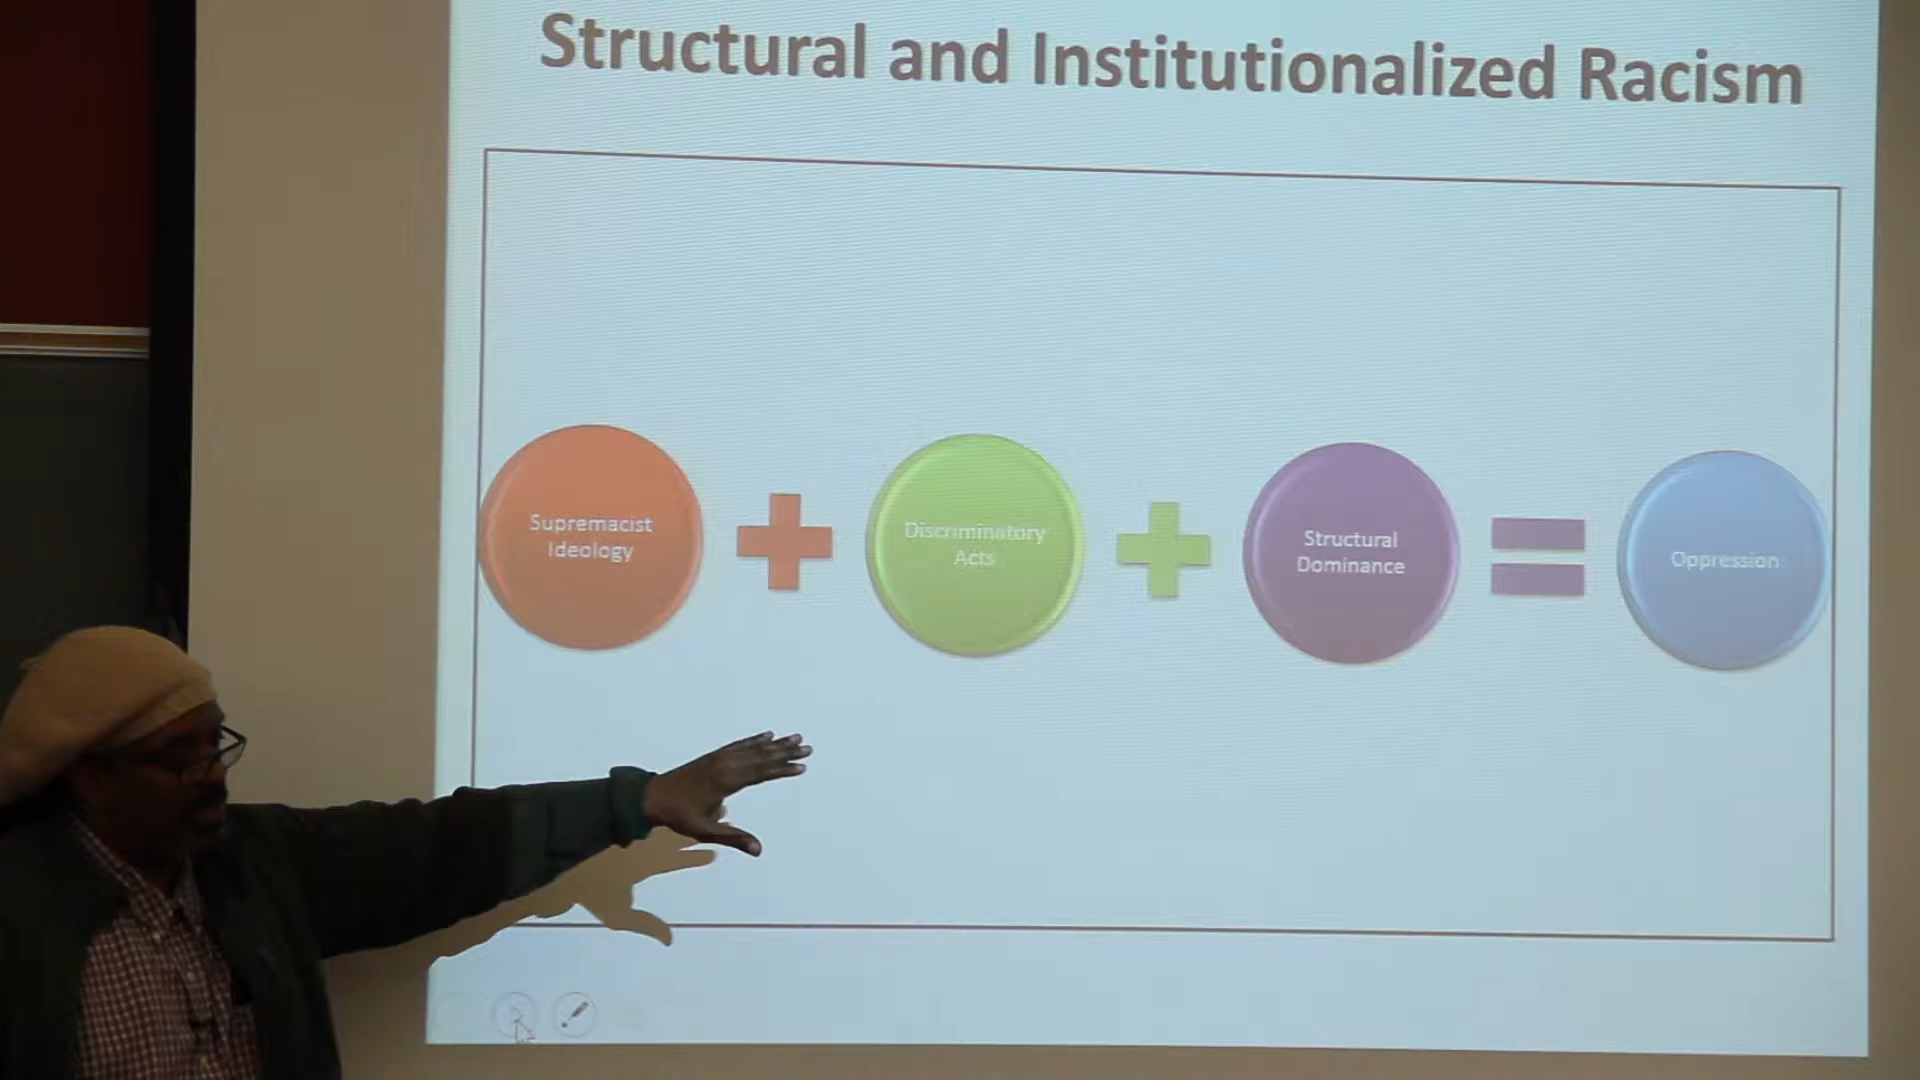 Structural and Institutionalized Racism
Supremacist
Ideology
Discriminatory
Acts
Structural
Dominance
Oppression